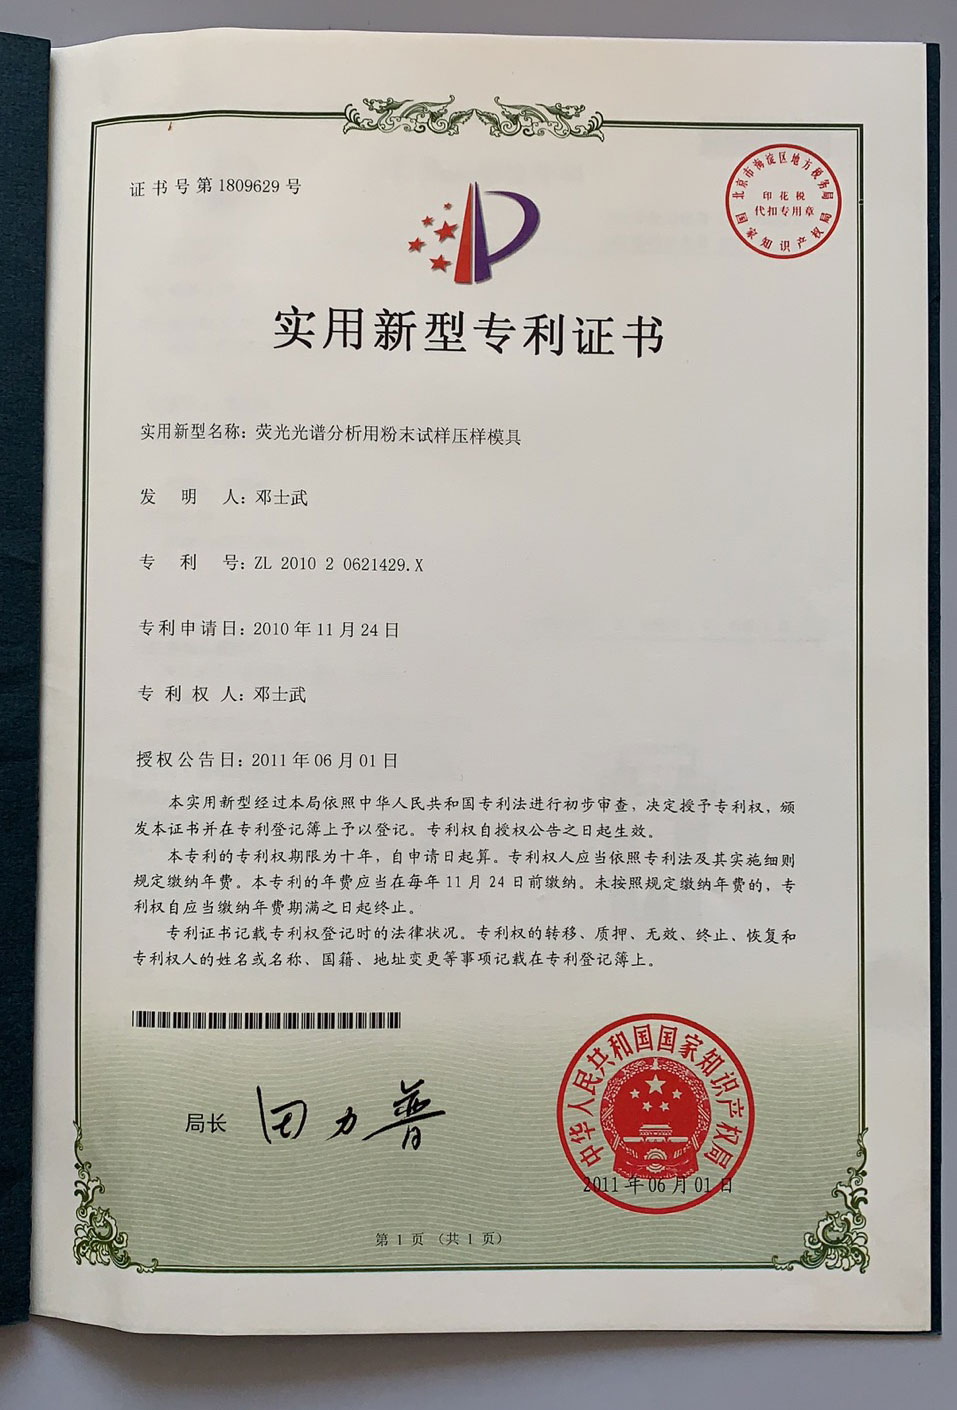 证书号第1809629号
北京市海淀区地方税务局
印花税
代扣专用章
国家知识产权局
实用新型专利证书
实用新型名称：荧光光谱分析用粉末试样压样模具
发明人：邓士武
专利号：ZL 2010 2 0621429.X
专利申请日：2010年11月24日
专利权人：邓士武
授权公告日：2011年06月01日
本实用新型经过本局依照中华人民共和国专利法进行初步审查，决定授予专利权，颁
发本证书并在专利登记簿上予以登记。专利权自授权公告之日起生效。
本专利的专利权期限为十年，自申请日起算。专利权人应当依照专利法及其实施细则
规定缴纳年费。本专利的年费应当在每年11月24日前缴纳。未按照规定缴纳年费的，专
利权自应当缴纳年费期满之日起终止。
专利证书记载专利权登记时的法律状况。专利权的转移、质押、无效、终止、恢复和
专利权人的姓名或名称、国籍、地址变更等事项记载在专利登记簿上。
局长 田力普
中华人民共和国国家知识产权局
2011年06月01日
第1页（共1页）